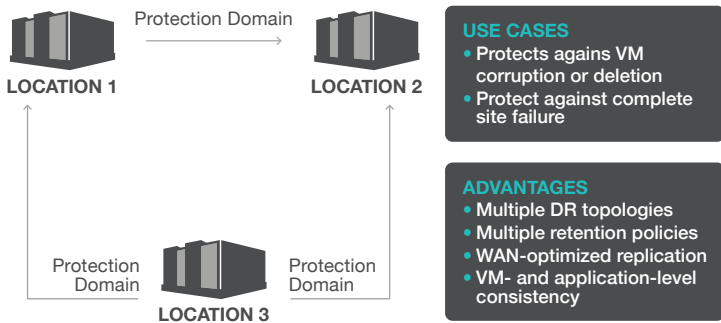 Protection Domain
LOCATION 1
LOCATION 2
Protection
Domain
Protection
Domain
LOCATION 3
USE CASES
• Protects agains VM
corruption or deletion
• Protect against complete
site failure
ADVANTAGES
• Multiple DR topologies
• Multiple retention policies
• WAN-optimized replication
• VM- and application-level
consistency